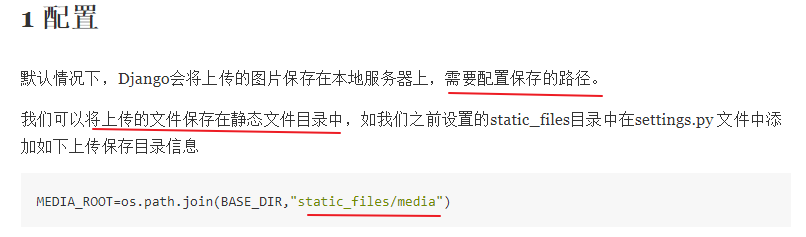 1 配置
默认情况下，Django会将上传的图片保存在本地服务器上，需要配置保存的路径。
我们可以将上传的文件保存在静态文件目录中，如我们之前设置的static_files目录中在settings.py 文件中添
加如下上传保存目录信息
MEDIA_ROOT=os.path.join(BASE_DIR,"static_files/media")